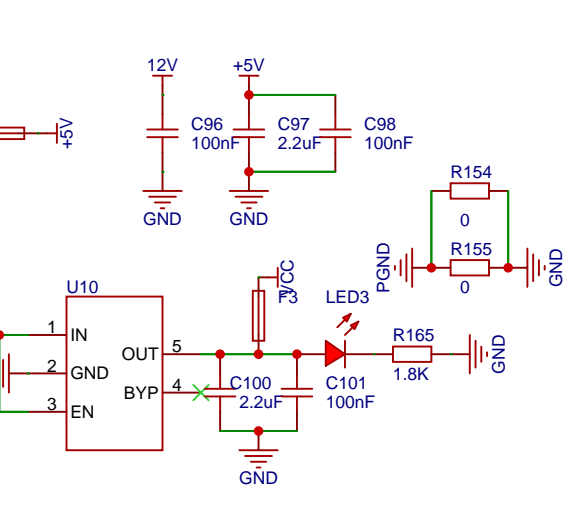 12V
+5V
+5V
C96
100nF
C97
2.2uF
C98
100nF
GND
GND
R154
0
R155
0
PGND
GND
VCC
F3
U10
LED3
1
IN
2
GND
3
EN
OUT
5
BYP
4
C100
2.2uF
C101
100nF
R165
1.8K
GND
GND